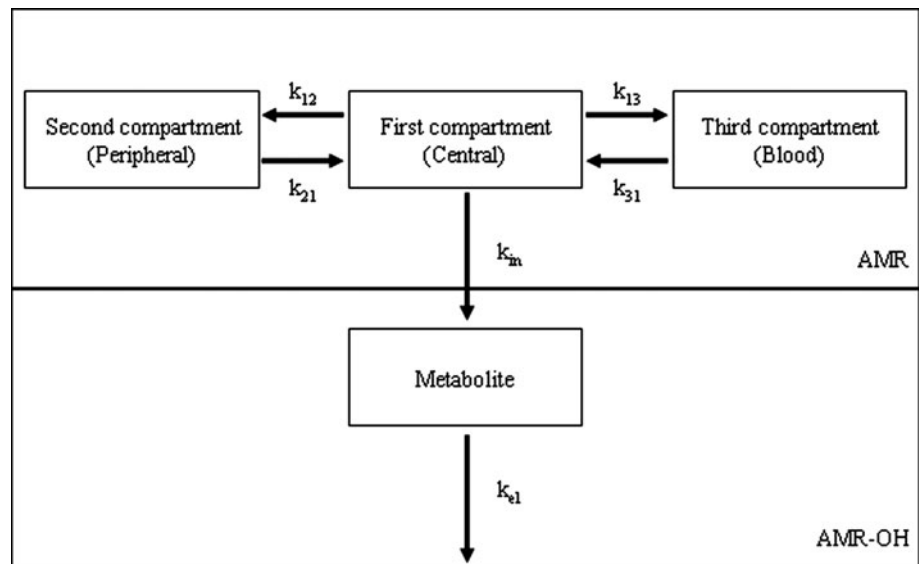 k12
k13
Second compartment
(Peripheral)
First compartment
(Central)
Third compartment
(Blood)
k21
k31
kin
AMR
Metabolite
kel
AMR-OH